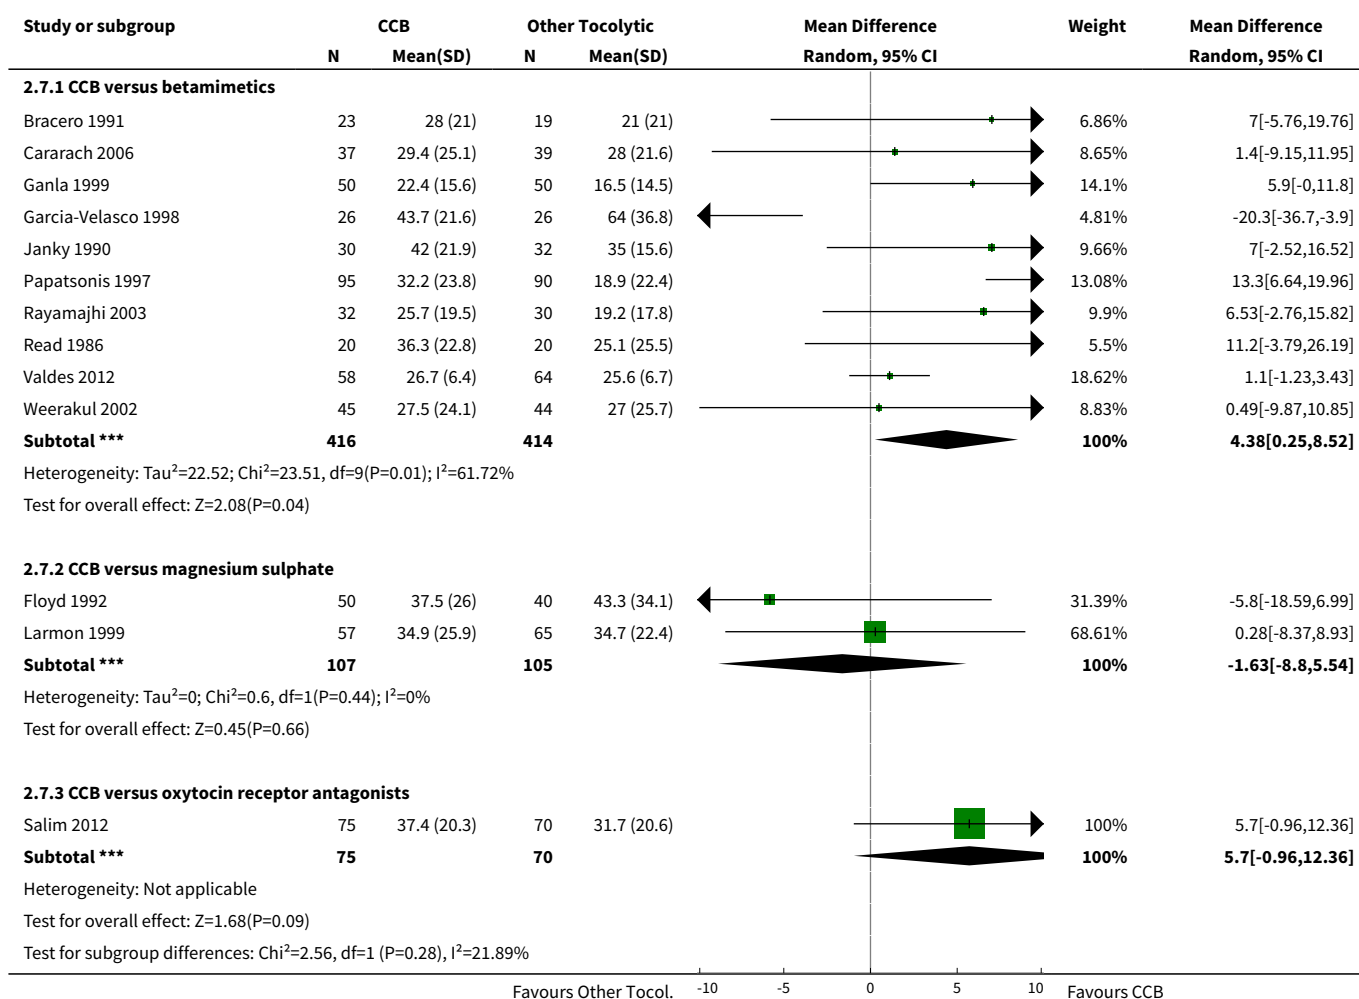 Study or subgroup CCB Other Tocolytic Mean Difference Weight Mean Difference
N Mean(SD) N Mean(SD) Random, 95% CI Random, 95% CI
2.7.1 CCB versus betamimetics
Bracero 1991 23 28 (21) 19 21 (21) 6.86% 7[-5.76,19.76]
Cararach 2006 37 29.4 (25.1) 39 28 (21.6) 8.65% 1.4[-9.15,11.95]
Ganla 1999 50 22.4 (15.6) 50 16.5 (14.5) 14.1% 5.9[-0,11.8]
Garcia-Velasco 1998 26 43.7 (21.6) 26 64 (36.8) 4.81% -20.3[-36.7,-3.9]
Janky 1990 30 42 (21.9) 32 35 (15.6) 9.66% 7[-2.52,16.52]
Papatsonis 1997 95 32.2 (23.8) 90 18.9 (22.4) 13.08% 13.3[6.64,19.96]
Rayamajhi 2003 32 25.7 (19.5) 30 19.2 (17.8) 9.9% 6.53[-2.76,15.82]
Read 1986 20 36.3 (22.8) 20 25.1 (25.5) 5.5% 11.2[-3.79,26.19]
Valdes 2012 58 26.7 (6.4) 64 25.6 (6.7) 18.62% 1.1[-1.23,3.43]
Weerakul 2002 45 27.5 (24.1) 44 27 (25.7) 8.83% 0.49[-9.87,10.85]
Subtotal *** 416 414 100% 4.38[0.25,8.52]
Heterogeneity: Tau²=22.52; Chi²=23.51, df=9(P=0.01); I²=61.72%
Test for overall effect: Z=2.08(P=0.04)
2.7.2 CCB versus magnesium sulphate
Floyd 1992 50 37.5 (26) 40 43.3 (34.1) 31.39% -5.8[-18.59,6.99]
Larmon 1999 57 34.9 (25.9) 65 34.7 (22.4) 68.61% 0.28[-8.37,8.93]
Subtotal *** 107 105 100% -1.63[-8.8,5.54]
Heterogeneity: Tau²=0; Chi²=0.6, df=1(P=0.44); I²=0%
Test for overall effect: Z=0.45(P=0.66)
2.7.3 CCB versus oxytocin receptor antagonists
Salim 2012 75 37.4 (20.3) 70 31.7 (20.6) 100% 5.7[-0.96,12.36]
Subtotal *** 75 70 100% 5.7[-0.96,12.36]
Heterogeneity: Not applicable
Test for overall effect: Z=1.68(P=0.09)
Test for subgroup differences: Chi²=2.56, df=1 (P=0.28), I²=21.89%
Favours Other Tocol. -10 -5 0 5 10 Favours CCB